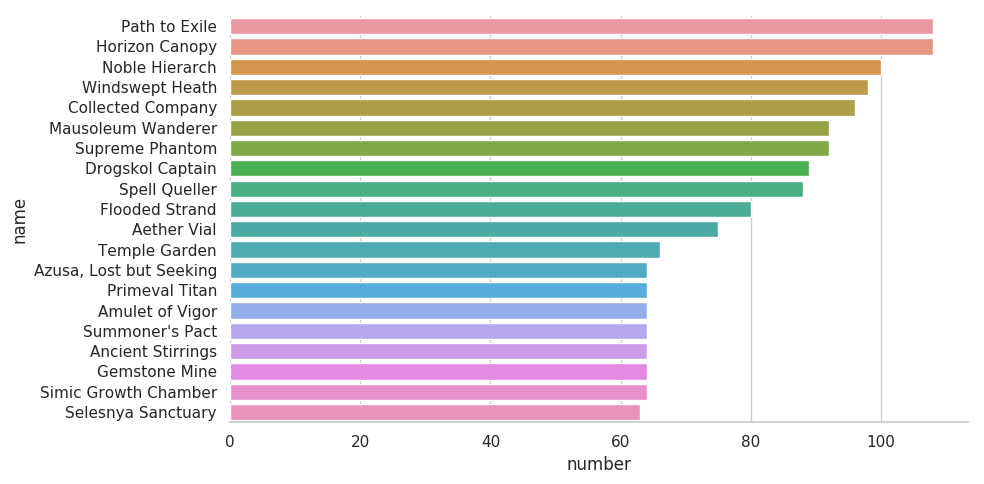 Path to Exile
Horizon Canopy
Noble Hierarch
Windswept Heath
Collected Company
Mausoleum Wanderer
Supreme Phantom
Drogskol Captain
Spell Queller
Flooded Strand
Aether Vial
Temple Garden
Azusa, Lost but Seeking
Primeval Titan
Amulet of Vigor
Summoner's Pact
Ancient Stirrings
Gemstone Mine
Simic Growth Chamber
Selesnya Sanctuary
name
0 20 40 60 80 100
number